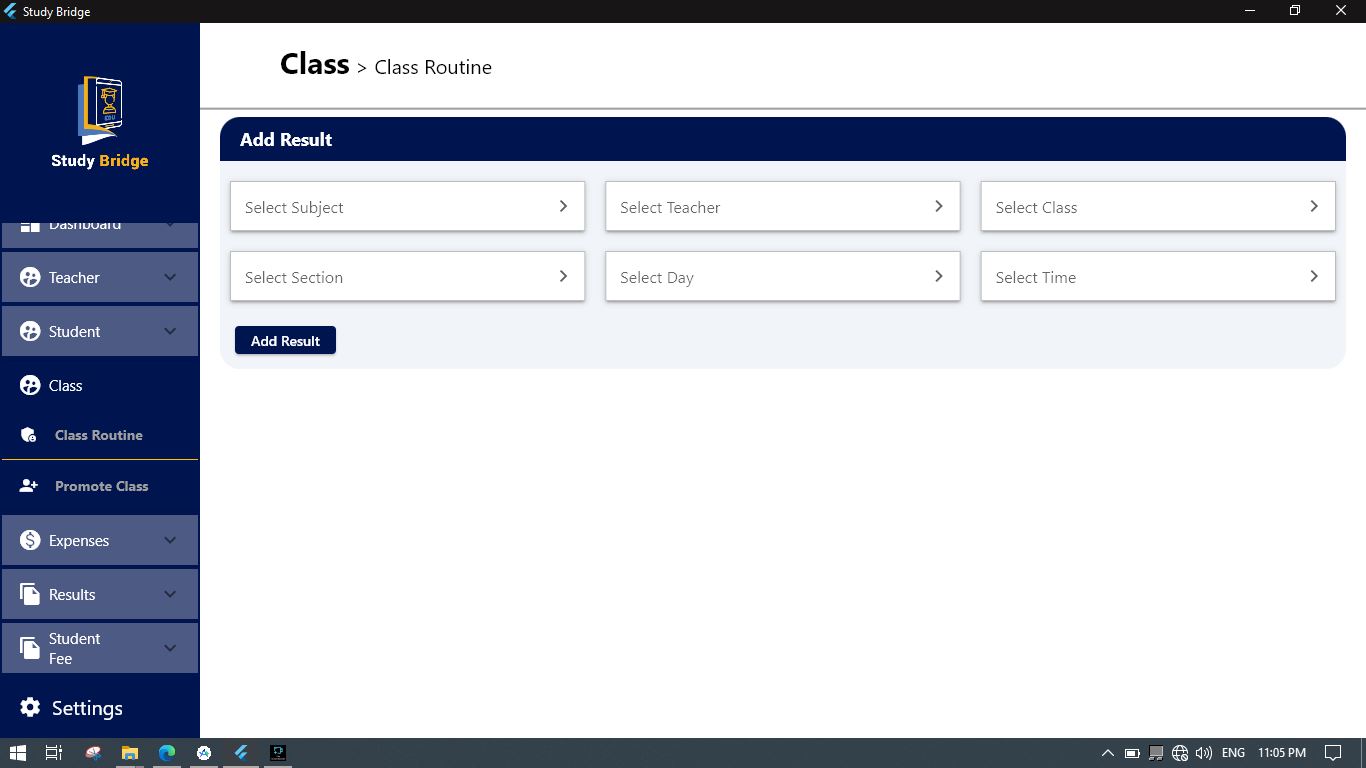 Study Bridge
EDU
Study Bridge
Dashboard
Teacher
Student
Class
Class Routine
Promote Class
Expenses
Results
Student
Fee
Settings
Class > Class Routine
Add Result
Select Subject
Select Teacher
Select Class
Select Section
Select Day
Select Time
Add Result
ENG
11:05 PM